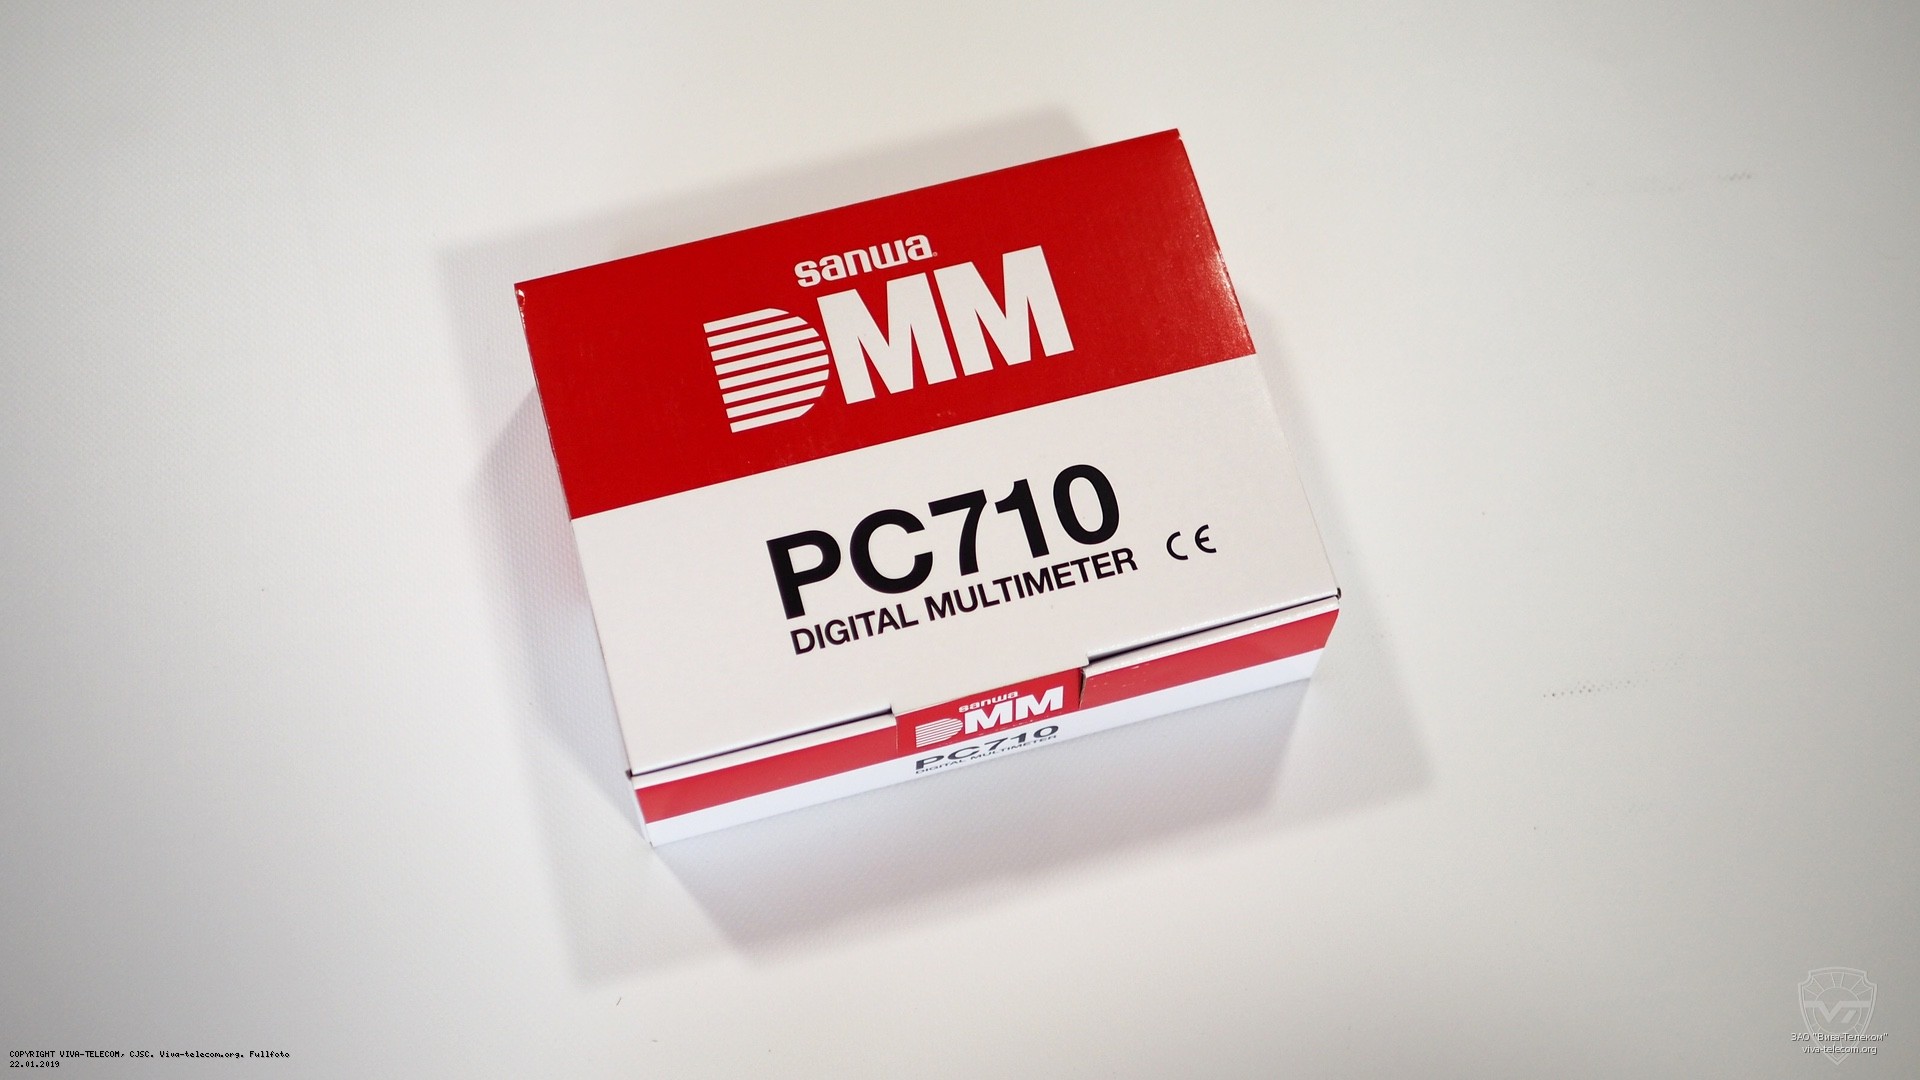 sanwa
DMM
PC710
DIGITAL MULTIMETER CE
sanwa
DMM
PC710
DIGITAL MULTIMETER
COPYRIGHT VIVA-TELECOM, CJSC. Viva-telecom.org. Fullfoto
22.01.2019
ЗАО "Вива-Телеком"
viva-telecom.org